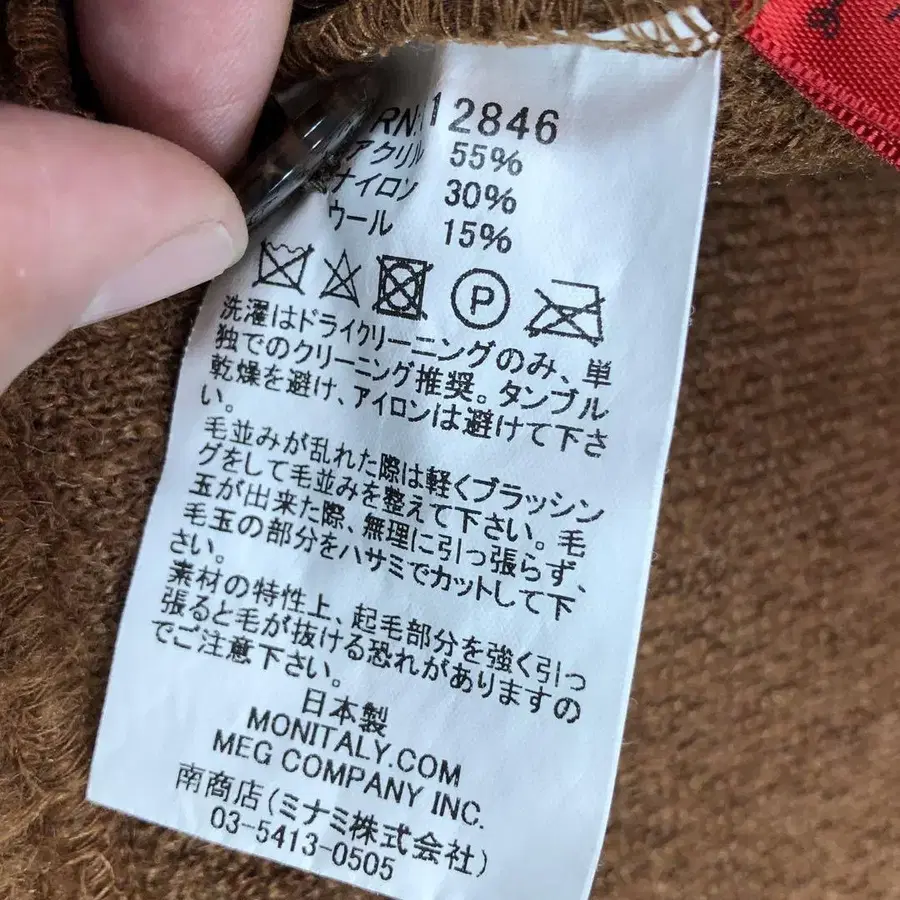 RN. 12846
アクリル 55%
ナイロン 30%
ウール 15%
P
洗濯はドライクリーニングのみ、単
独でのクリーニング推奨。タンブル
乾燥を避け、アイロンは避けて下さ
い。
毛並みが乱れた際は軽くブラッシン
グをして毛並みを整えて下さい。毛
玉が出来た際、無理に引っ張らず、
毛玉の部分をハサミでカットして下
さい。
素材の特性上、起毛部分を強く引っ
張ると毛が抜ける恐れがありますの
でご注意下さい。
日本製
MONITALY.COM
MEG COMPANY INC.
南商店(ミナミ株式会社)
03-5413-0505